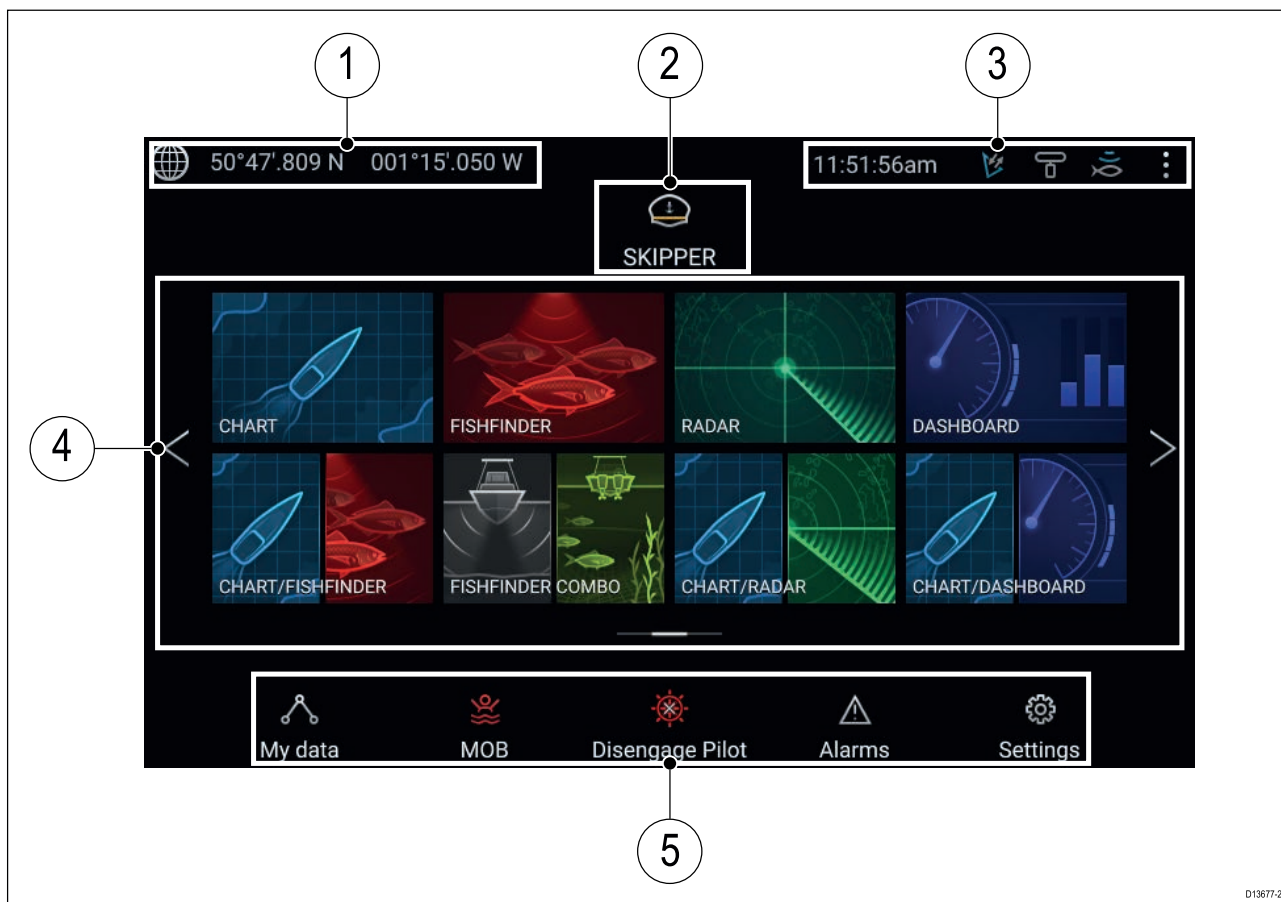 1
2
3
50°47'.809 N 001°15'.050 W
11:51:56am
SKIPPER
CHART
FISHFINDER
RADAR
DASHBOARD
4
CHART/FISHFINDER
FISHFINDER COMBO
CHART/RADAR
CHART/DASHBOARD
My data
MOB
Disengage Pilot
Alarms
Settings
5
D13677-2